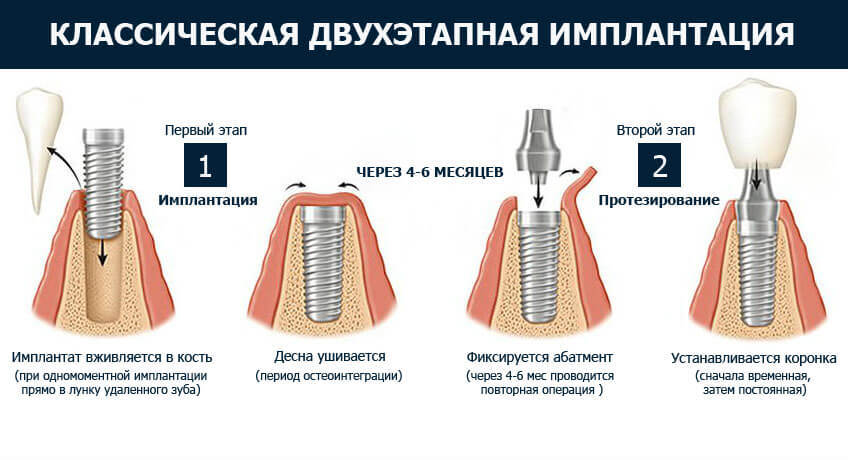 КЛАССИЧЕСКАЯ ДВУХЭТАПНАЯ ИМПЛАНТАЦИЯ
Первый этап
1
Имплантация
ЧЕРЕЗ 4-6 МЕСЯЦЕВ
Второй этап
2
Протезирование
Имплантат вживляется в кость
(при одномоментной имплантации
прямо в лунку удаленного зуба)
Десна ушивается
(период остеоинтеграции)
Фиксируется абатмент
(через 4-6 мес проводится
повторная операция )
Устанавливается коронка
(сначала временная,
затем постоянная)